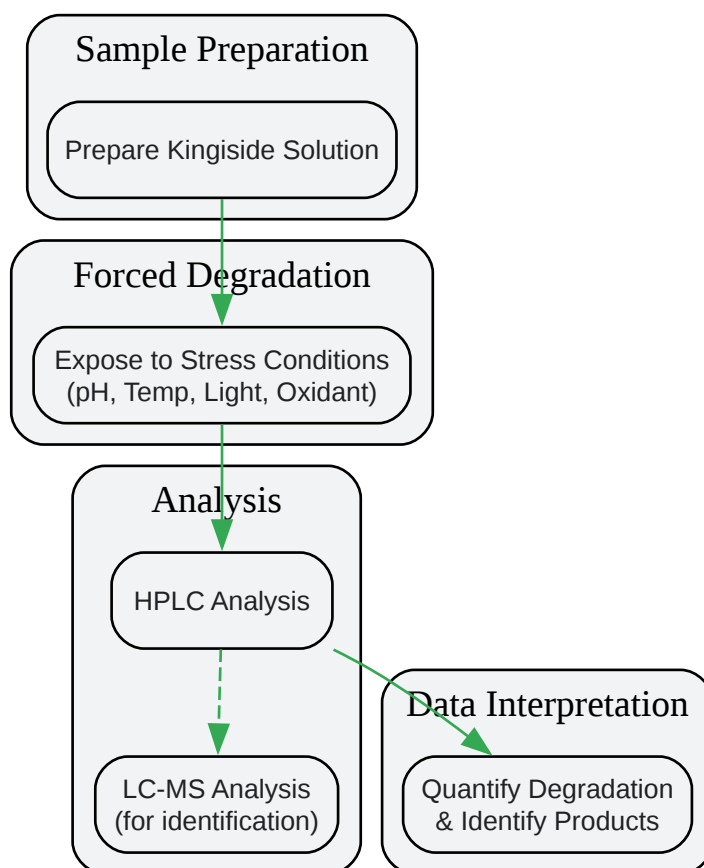 Sample Preparation
Prepare Kingiside Solution
Forced Degradation
Expose to Stress Conditions
(pH, Temp, Light, Oxidant)
Analysis
HPLC Analysis
LC-MS Analysis
(for identification)
Data Interpretation
Quantify Degradation
& Identify Products